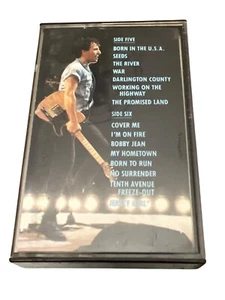 SIDE FIVE
BORN IN THE U.S.A.
SEEDS
THE RIVER
WAR
DARLINGTON COUNTY
WORKING ON THE
HIGHWAY
THE PROMISED LAND
SIDE SIX
COVER ME
I'M ON FIRE
BOBBY JEAN
MY HOMETOWN
BORN TO RUN
NO SURRENDER
TENTH AVENUE
FREEZE-OUT